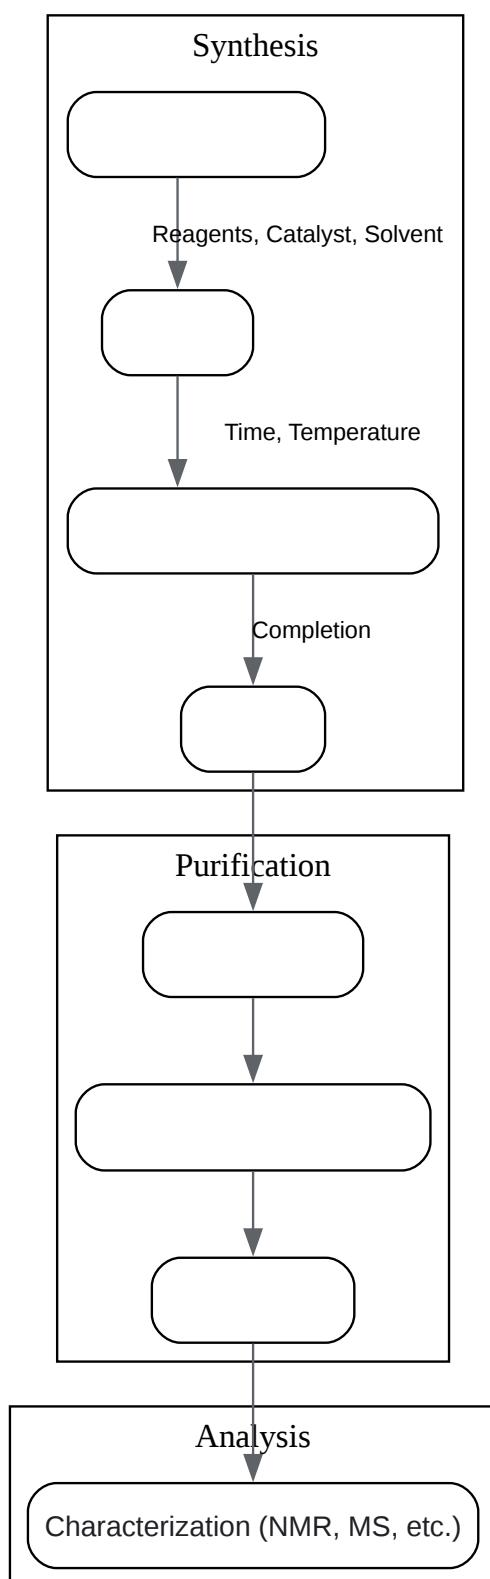 Synthesis
Reagents, Catalyst, Solvent
Time, Temperature
Completion
Purification
Analysis
Characterization (NMR, MS, etc.)